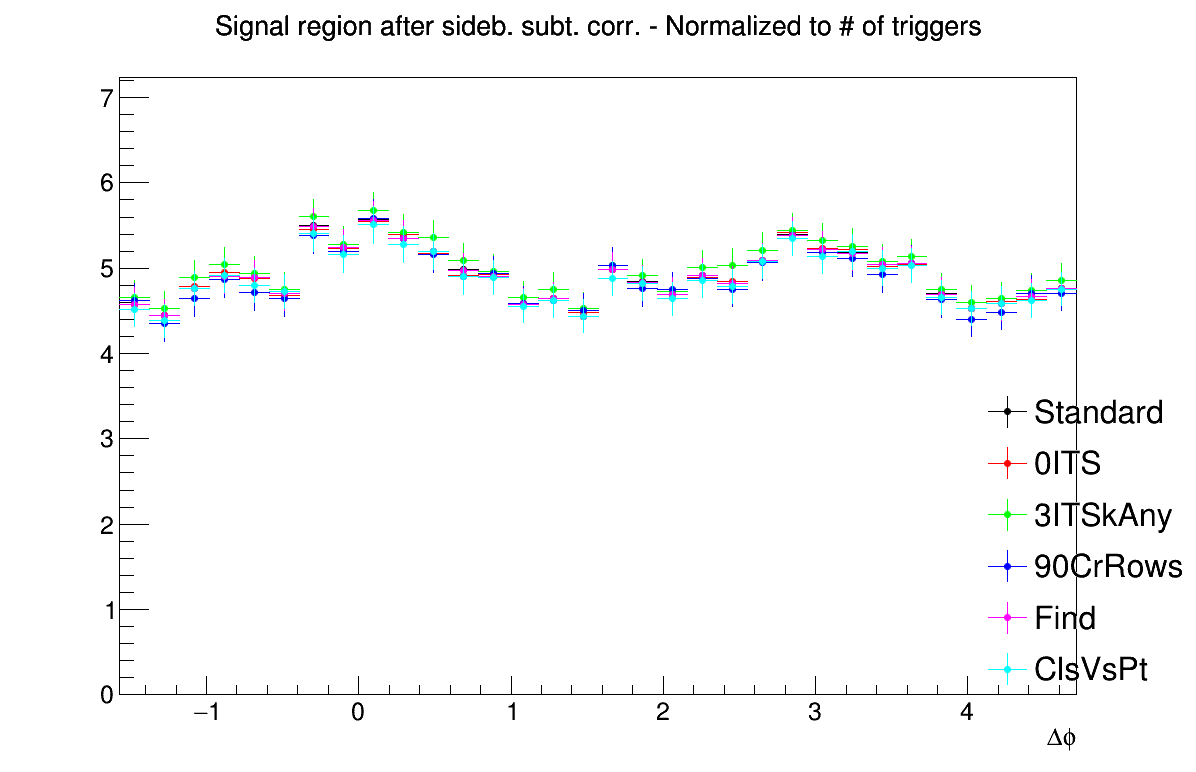 Signal region after sideb. subt. corr. - Normalized to # of triggers
7
6
5
4
3
2
1
0
−1 0 1 2 3 4
Δϕ
Standard
0ITS
3ITSkAny
90CrRows
Find
ClsVsPt